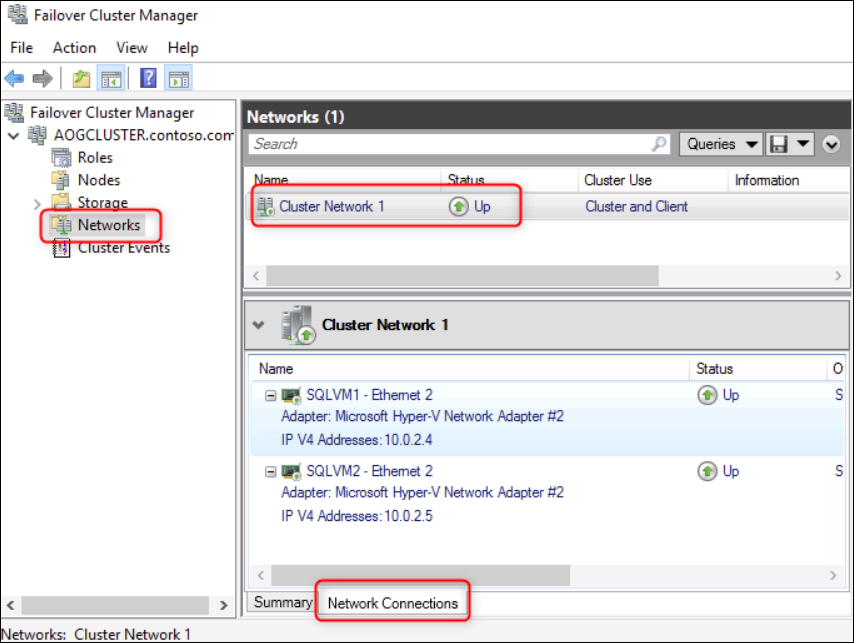 Failover Cluster Manager
File Action View Help
Failover Cluster Manager
AOGCLUSTER.contoso.com
Roles
Nodes
Storage
Networks
Cluster Events
Networks (1)
Search
Queries
Name Status Cluster Use Information
Cluster Network 1 Up Cluster and Client
Cluster Network 1
Name Status O
SQLVM1 - Ethernet 2 Up S
Adapter: Microsoft Hyper-V Network Adapter #2
IP V4 Addresses: 10.0.2.4
SQLVM2 - Ethernet 2 Up S
Adapter: Microsoft Hyper-V Network Adapter #2
IP V4 Addresses: 10.0.2.5
Summary Network Connections
Networks: Cluster Network 1